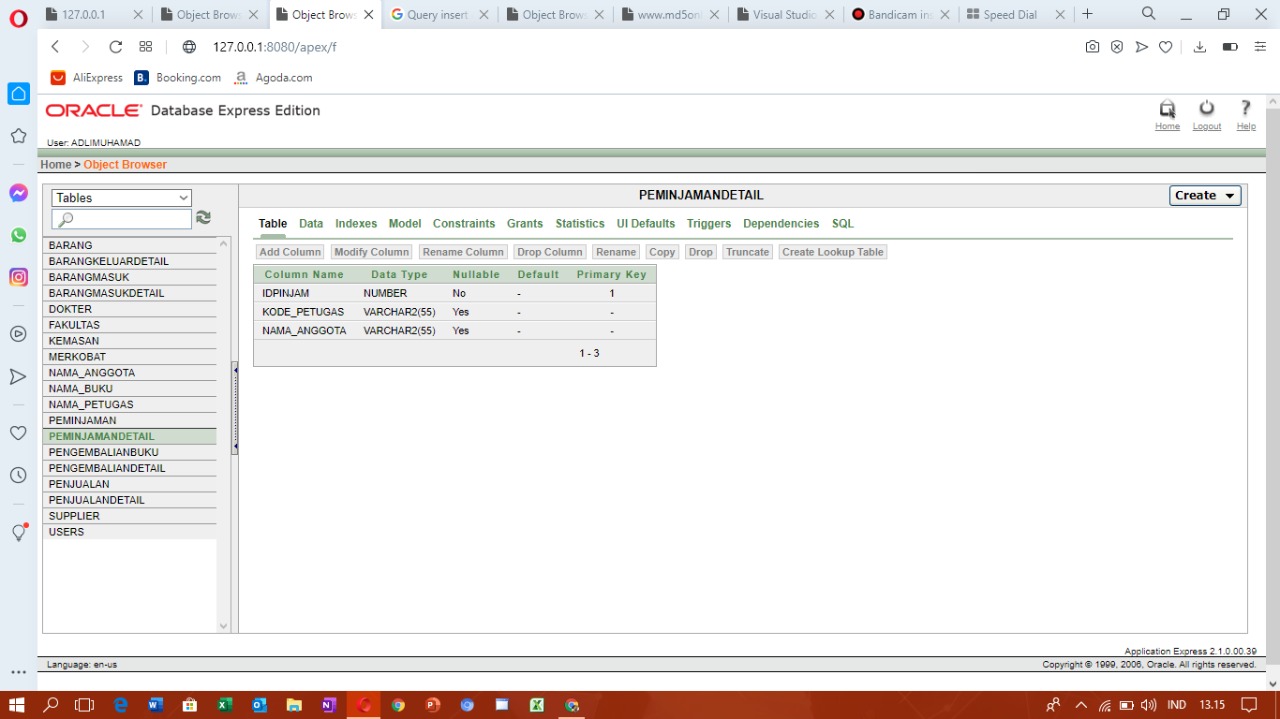 127.0.0.1
Object Brows
Object Brows
Query insert
Object Brow
www.md5onl
Visual Studio
Bandicam ins
Speed Dial
127.0.0.1:8080/apex/f
AliExpress
Booking.com
Agoda.com
ORACLE Database Express Edition
Home
Logout
Help
User: ADLIMUHAMAD
Home > Object Browser
Tables
PEMINJAMANDETAIL
Create
Table Data Indexes Model Constraints Grants Statistics UI Defaults Triggers Dependencies SQL
Add Column Modify Column Rename Column Drop Column Rename Copy Drop Truncate Create Lookup Table
Column Name Data Type Nullable Default Primary Key
IDPINJAM NUMBER No - 1
KODE_PETUGAS VARCHAR2(55) Yes - -
NAMA_ANGGOTA VARCHAR2(55) Yes - -
1 - 3
BARANG
BARANGKELUARDETAIL
BARANGMASUK
BARANGMASUKDETAIL
DOKTER
FAKULTAS
KEMASAN
MERKOBAT
NAMA_ANGGOTA
NAMA_BUKU
NAMA_PETUGAS
PEMINJAMAN
PEMINJAMANDETAIL
PENGEMBALIANBUKU
PENGEMBALIANDETAIL
PENJUALAN
PENJUALANDETAIL
SUPPLIER
USERS
Application Express 2.1.0.00.39
Language: en-us
Copyright © 1999, 2006, Oracle. All rights reserved.
IND
13.15